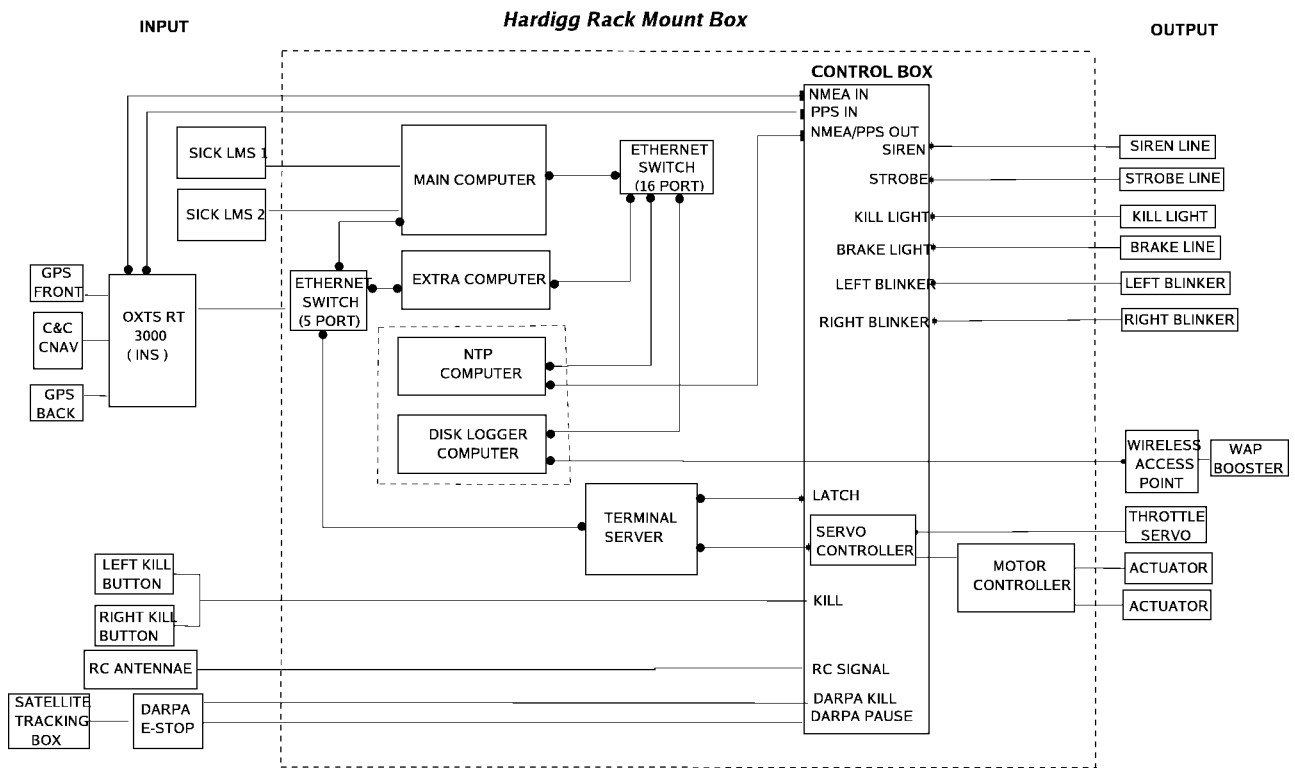 INPUT
Hardigg Rack Mount Box
OUTPUT
CONTROL BOX
NMEA IN
PPS IN
NMEA/PPS OUT
SIREN
STROBE
KILL LIGHT
BRAKE LIGHT
LEFT BLINKER
RIGHT BLINKER
SICK LMS 1
SICK LMS 2
MAIN COMPUTER
ETHERNET
SWITCH
(16 PORT)
SIREN LINE
STROBE LINE
KILL LIGHT
BRAKE LINE
LEFT BLINKER
RIGHT BLINKER
GPS
FRONT
C&C
CNAV
GPS
BACK
OXTS RT
3000
( INS )
ETHERNET
SWITCH
(5 PORT)
EXTRA COMPUTER
NTP
COMPUTER
DISK LOGGER
COMPUTER
WIRELESS
ACCESS
POINT
WAP
BOOSTER
TERMINAL
SERVER
LATCH
SERVO
CONTROLLER
MOTOR
CONTROLLER
THROTTLE
SERVO
ACTUATOR
ACTUATOR
LEFT KILL
BUTTON
RIGHT KILL
BUTTON
KILL
RC ANTENNAE
RC SIGNAL
SATELLITE
TRACKING
BOX
DARPA
E-STOP
DARPA KILL
DARPA PAUSE